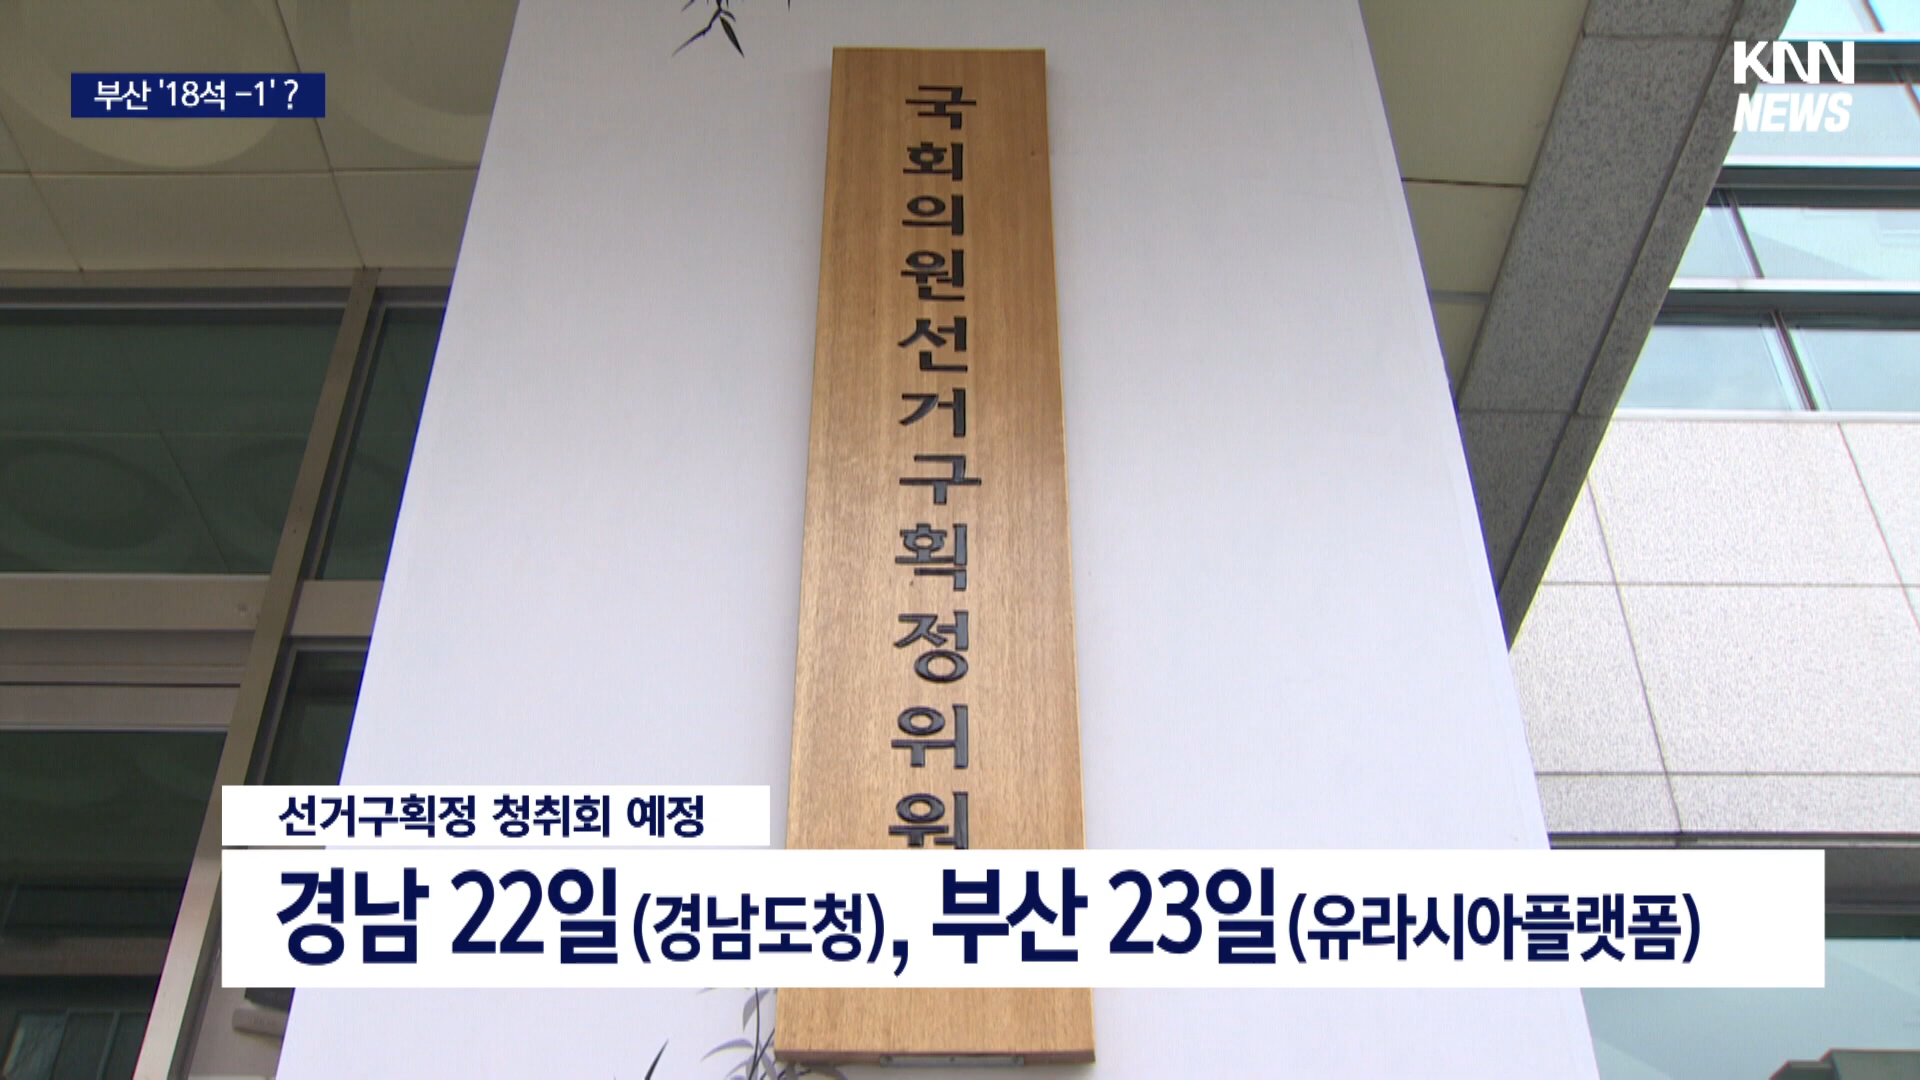 부산 '18석 -1' ?
KNN
NEWS
국회의원선거구획정위원
선거구획정 청취회 예정
경남 22일(경남도청), 부산 23일(유라시아플랫폼)